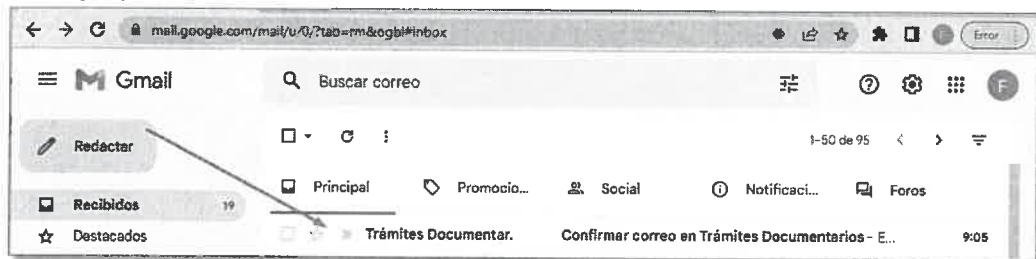 mail.google.com/mail/u/0/?tab=rm&ogbl#inbox Error
Gmail Buscar correo F
Redactar 1-50 de 95
Principal Promocio... Social Notificaci... Foros
Recibidos 19
Destacados Trámites Documentar. Confirmar correo en Trámites Documentarios - E... 9:05